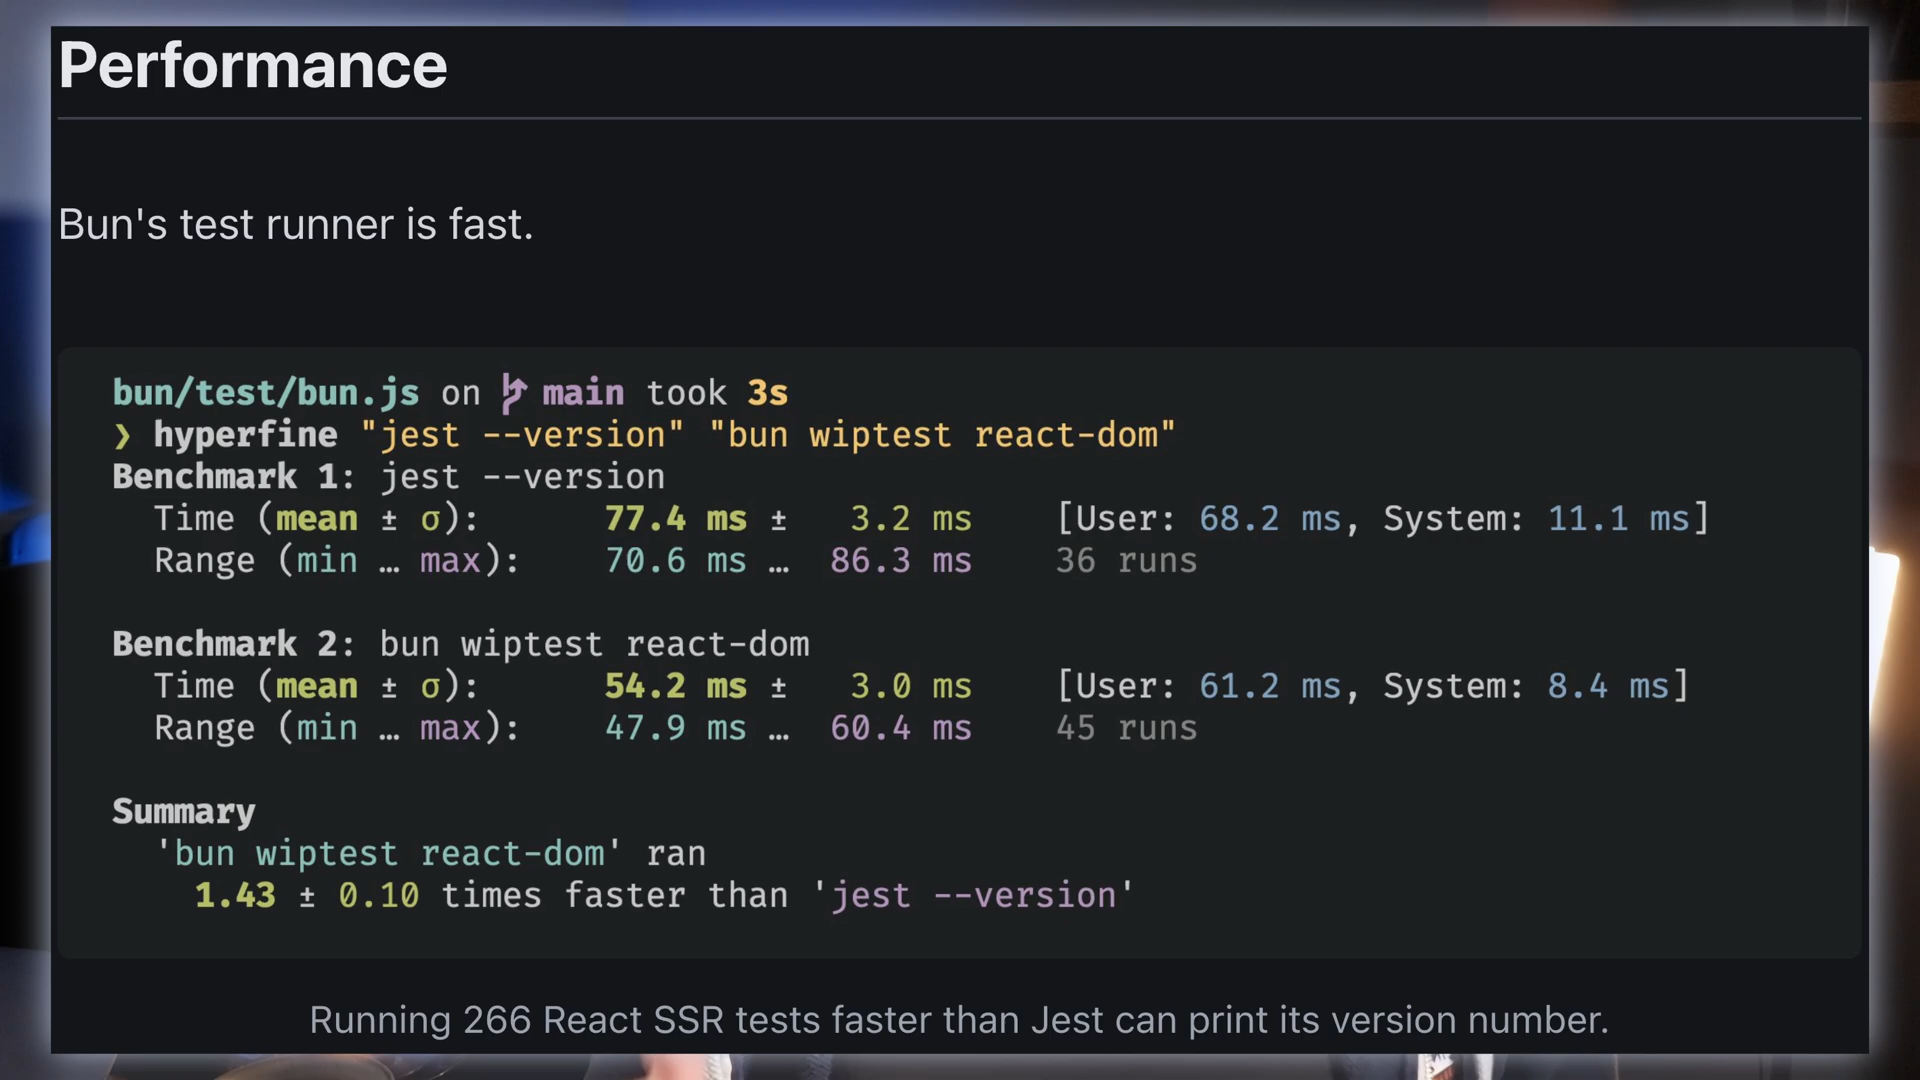 Performance
Bun's test runner is fast.
bun/test/bun.js on main took 3s
❯ hyperfine "jest --version" "bun wiptest react-dom"
Benchmark 1: jest --version
Time (mean ± σ): 77.4 ms ± 3.2 ms [User: 68.2 ms, System: 11.1 ms]
Range (min … max): 70.6 ms … 86.3 ms 36 runs
Benchmark 2: bun wiptest react-dom
Time (mean ± σ): 54.2 ms ± 3.0 ms [User: 61.2 ms, System: 8.4 ms]
Range (min … max): 47.9 ms … 60.4 ms 45 runs
Summary
'bun wiptest react-dom' ran
1.43 ± 0.10 times faster than 'jest --version'
Running 266 React SSR tests faster than Jest can print its version number.